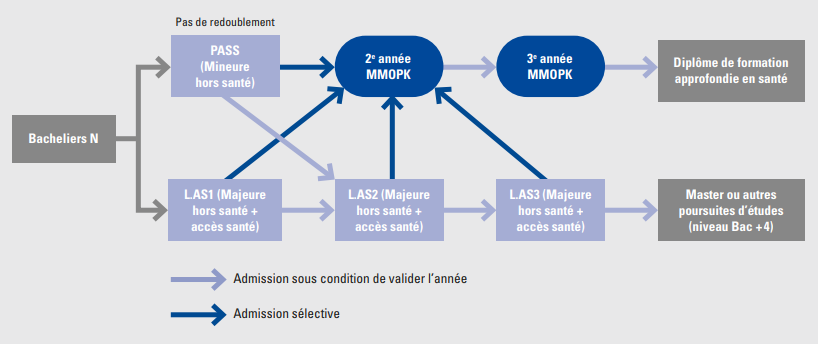 Pas de redoublement
PASS
(Mineure
hors santé)
2e année
MMOPK
3e année
MMOPK
Diplôme de formation
approfondie en santé
Bacheliers N
L.AS1 (Majeure
hors santé +
accès santé)
L.AS2 (Majeure
hors santé +
accès santé)
L.AS3 (Majeure
hors santé +
accès santé)
Master ou autres
poursuites d'études
(niveau Bac +4)
Admission sous condition de valider l'année
Admission sélective